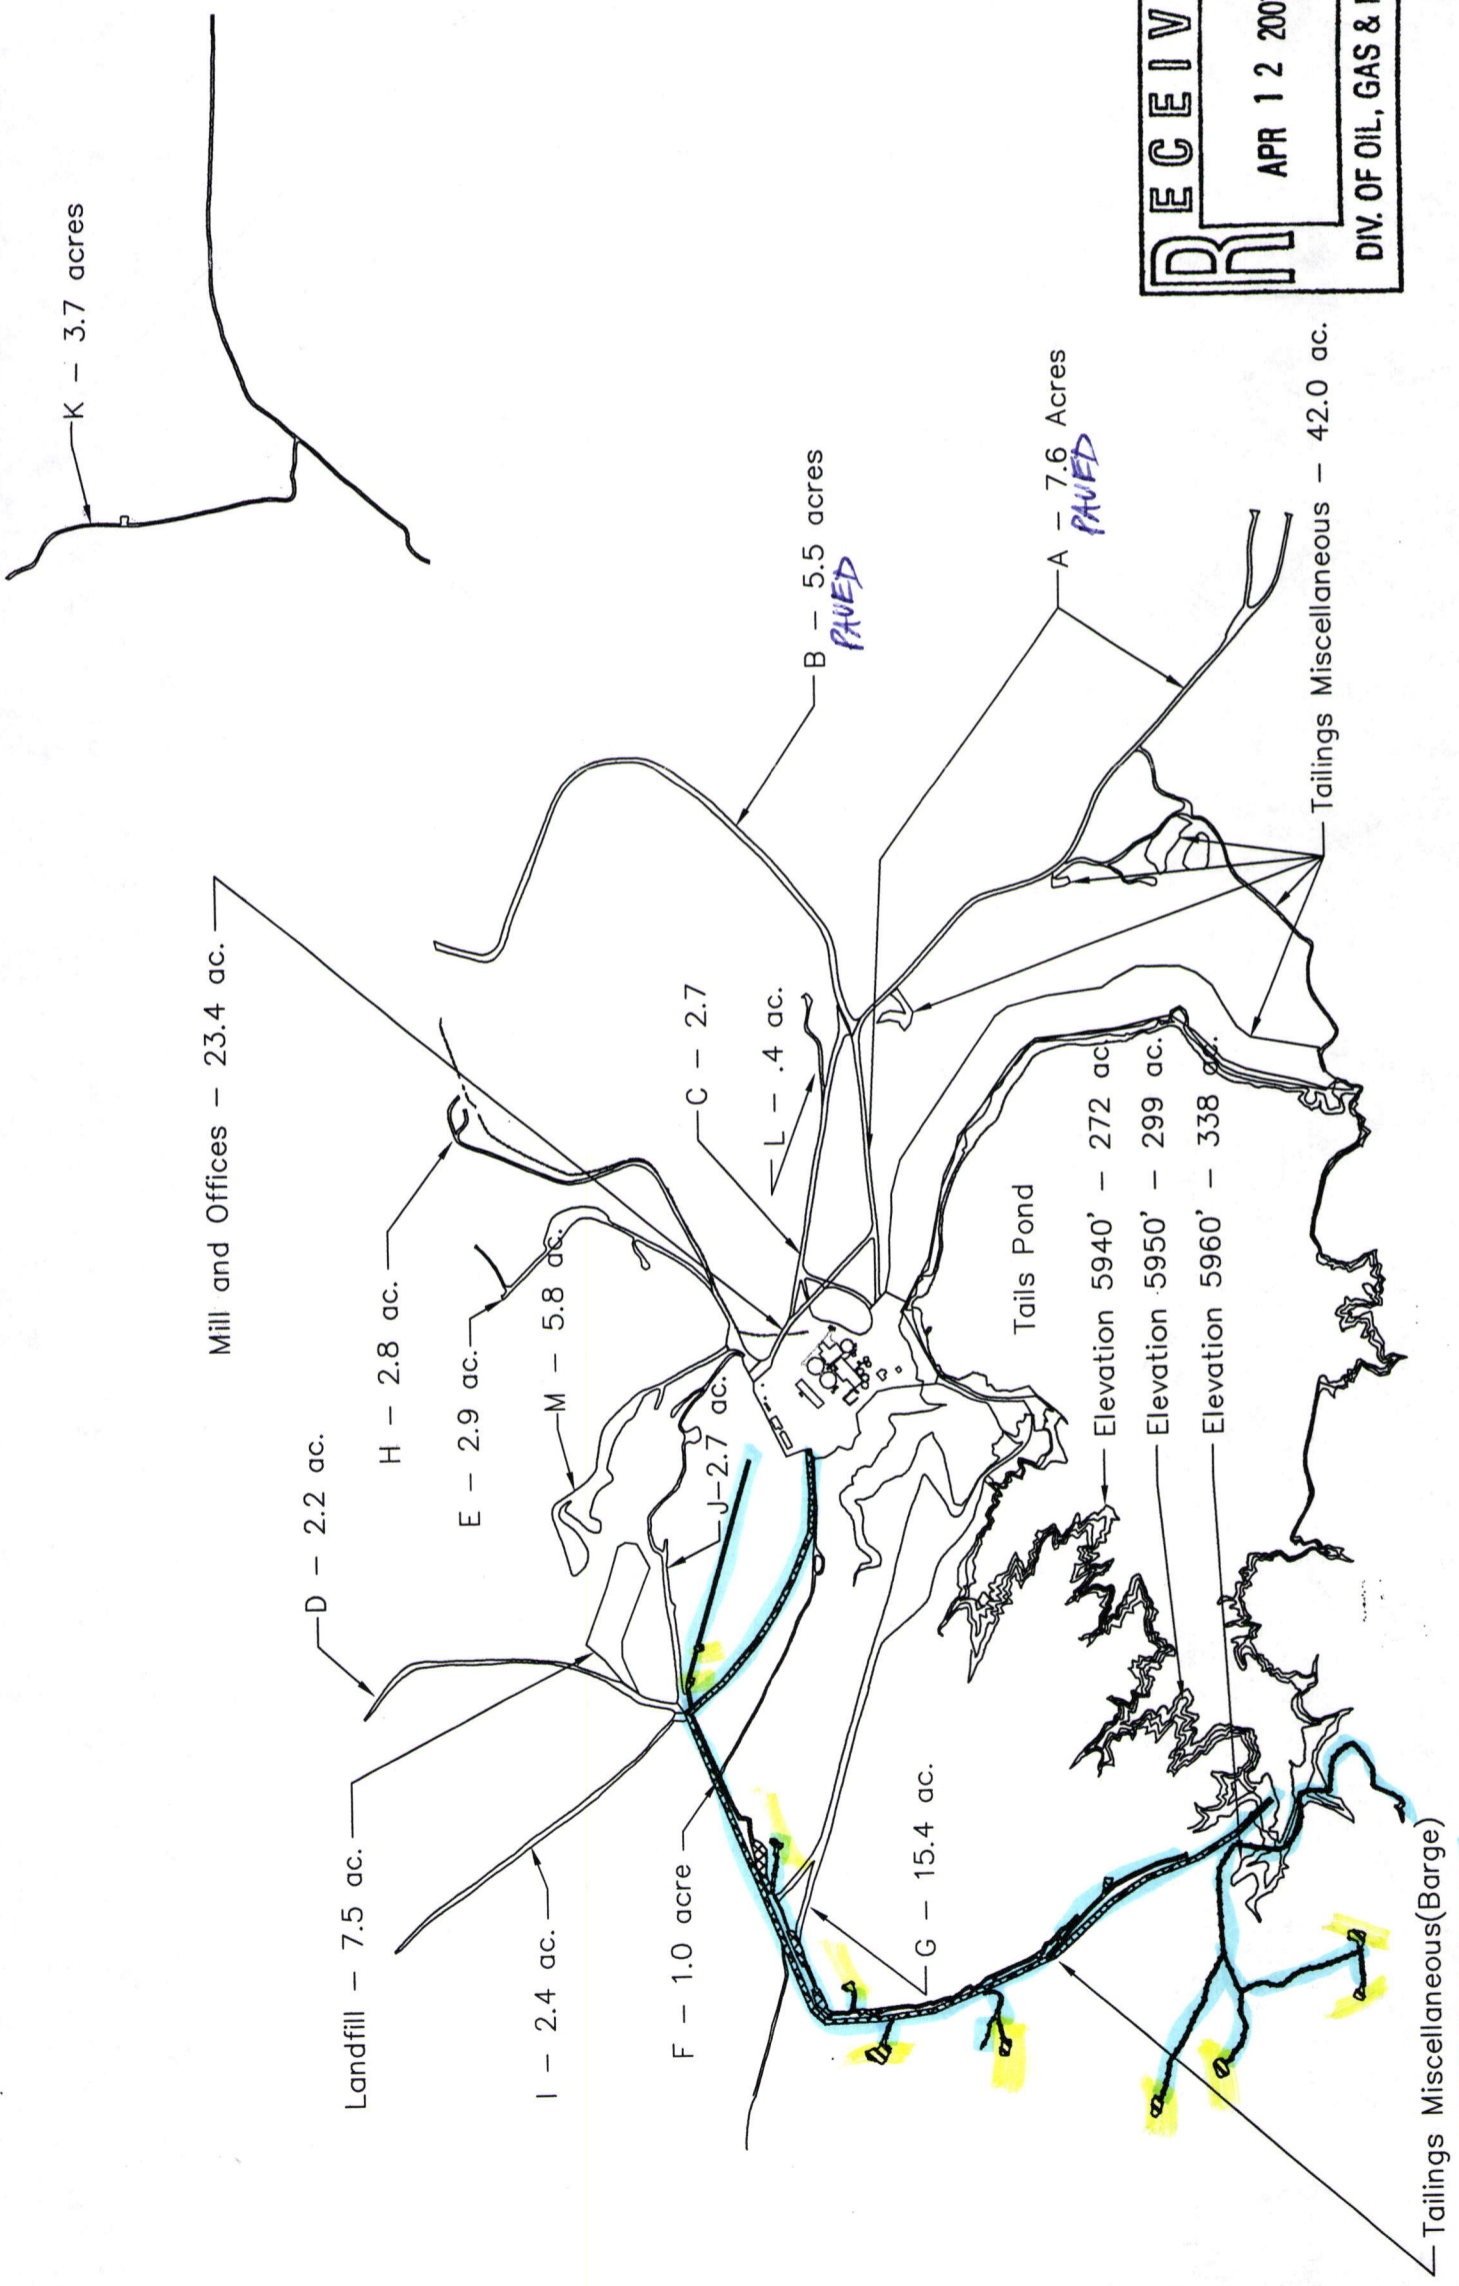 K – 3.7 acres
RECEIV
APR 12 200
DIV. OF OIL, GAS &
B – 5.5 acres
PAVED
A – 7.6 Acres
PAVED
Tailings Miscellaneous – 42.0 ac.
Mill and Offices – 23.4 ac.
C – 2.7
L – .4 ac.
H – 2.8 ac.
E – 2.9 ac.
M – 5.8 ac.
D – 2.2 ac.
J–2.7 ac.
Tails Pond
Elevation 5940' – 272 ac.
Elevation 5950' – 299 ac.
Elevation 5960' – 338 ac.
Landfill – 7.5 ac.
I – 2.4 ac.
F – 1.0 acre
G – 15.4 ac.
Tailings Miscellaneous(Barge)